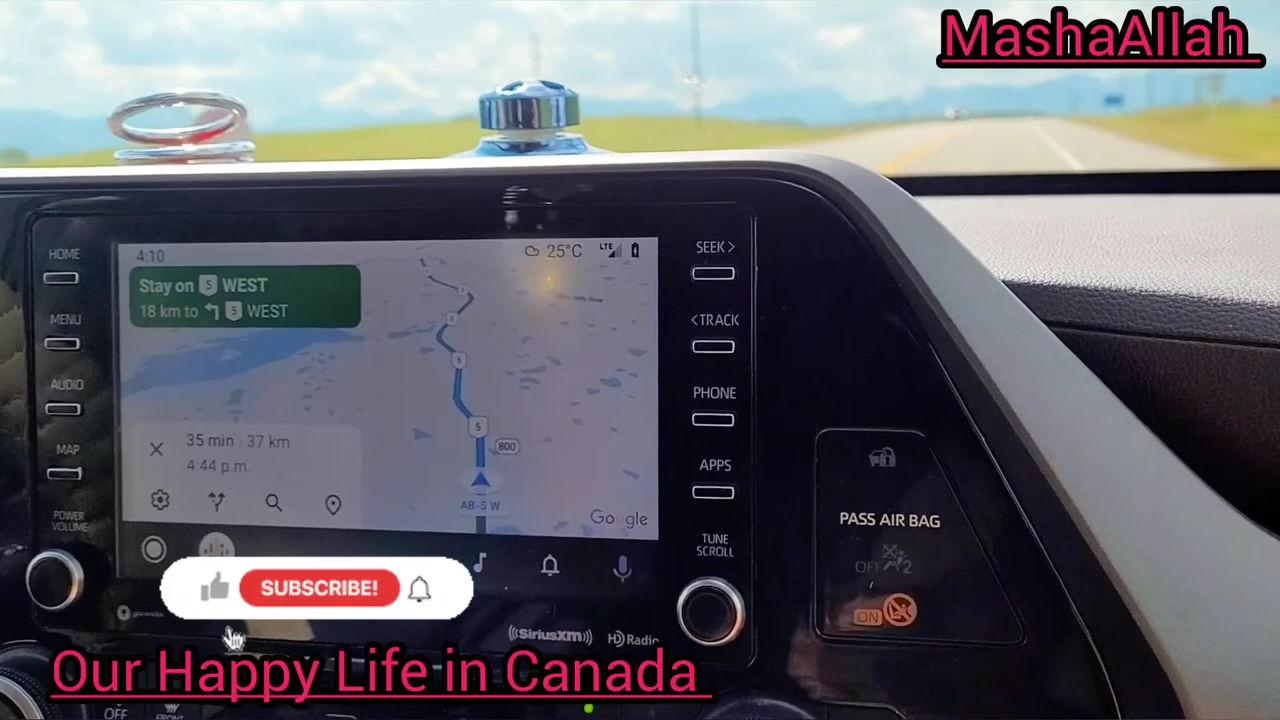 MashaAllah
HOME
MENU
AUDIO
MAP
POWER
VOLUME
4:10
25°C
LTE
Stay on 5 WEST
18 km to 5 WEST
5
5
5
5
800
AB-5 W
35 min · 37 km
4:44 p.m.
Google
SEEK>
<TRACK
PHONE
APPS
TUNE
SCROLL
PASS AIR BAG
OFF 2
ON
SUBSCRIBE!
SiriusXM
HD Radio
Our Happy Life in Canada
OFF
FRONT